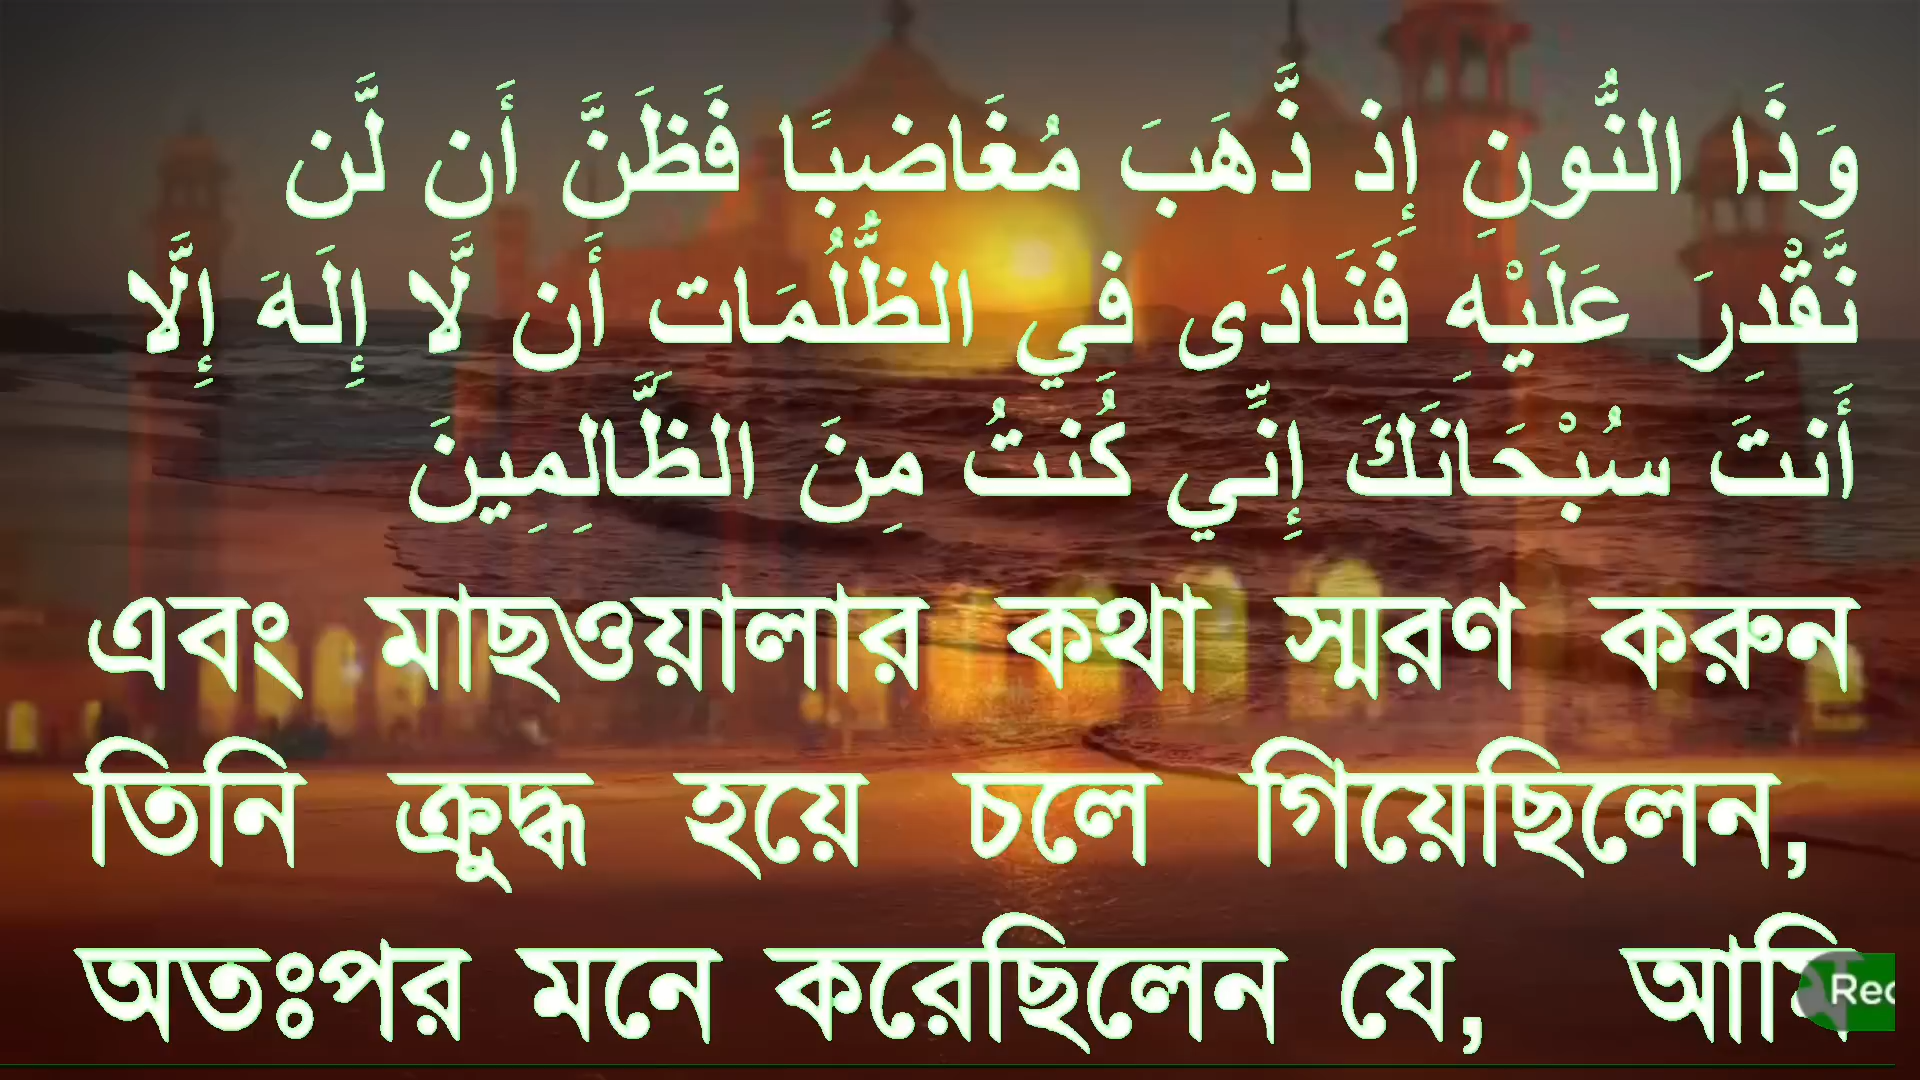 وَذَا النُّونِ إِذ ذَّهَبَ مُغَاضِبًا فَظَنَّ أَن لَّن
نَّقْدِرَ عَلَيْهِ فَنَادَى فِي الظُّلُمَاتِ أَن لَّا إِلَهَ إِلَّا
أَنتَ سُبْحَانَكَ إِنِّي كُنتُ مِنَ الظَّالِمِينَ
এবং মাছওয়ালার কথা স্মরণ করুন
তিনি ক্রুদ্ধ হয়ে চলে গিয়েছিলেন,
অতঃপর মনে করেছিলেন যে, আমি